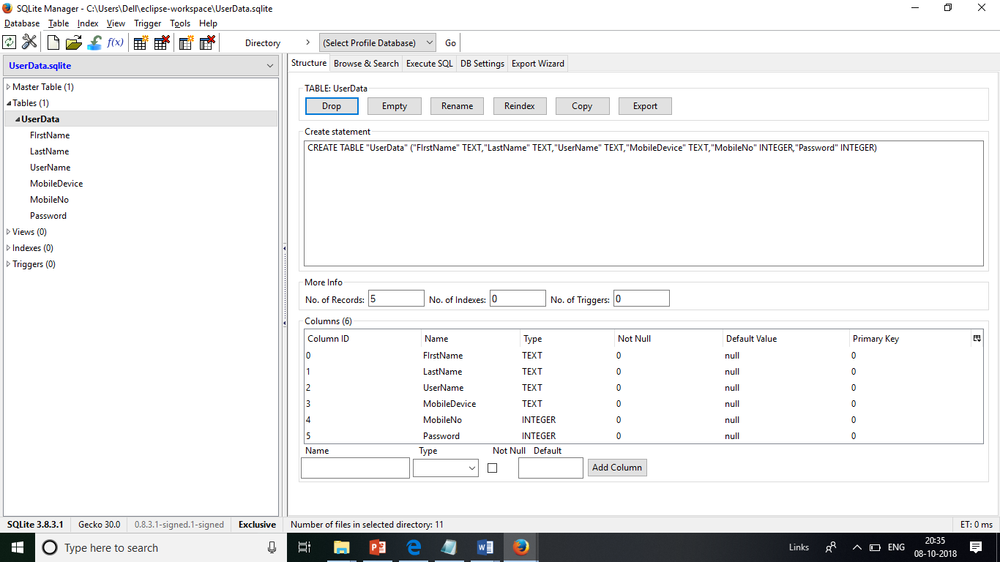 SQLite Manager - C:\Users\Dell\eclipse-workspace\UserData.sqlite
Database Table Index View Trigger Tools Help
f(x) Directory (Select Profile Database) Go
UserData.sqlite
Master Table (1)
Tables (1)
UserData
FIrstName
LastName
UserName
MobileDevice
MobileNo
Password
Views (0)
Indexes (0)
Triggers (0)
Structure Browse & Search Execute SQL DB Settings Export Wizard
TABLE: UserData
Drop Empty Rename Reindex Copy Export
Create statement
CREATE TABLE "UserData" ("FIrstName" TEXT,"LastName" TEXT,"UserName" TEXT,"MobileDevice" TEXT,"MobileNo" INTEGER,"Password" INTEGER)
More Info
No. of Records: 5 No. of Indexes: 0 No. of Triggers: 0
Columns (6)
Column ID Name Type Not Null Default Value Primary Key
0 FIrstName TEXT 0 null 0
1 LastName TEXT 0 null 0
2 UserName TEXT 0 null 0
3 MobileDevice TEXT 0 null 0
4 MobileNo INTEGER 0 null 0
5 Password INTEGER 0 null 0
Name Type Not Null Default
Add Column
SQLite 3.8.3.1 Gecko 30.0 0.8.3.1-signed.1-signed Exclusive Number of files in selected directory: 11 ET: 0 ms
Type here to search Links ENG 20:35
08-10-2018